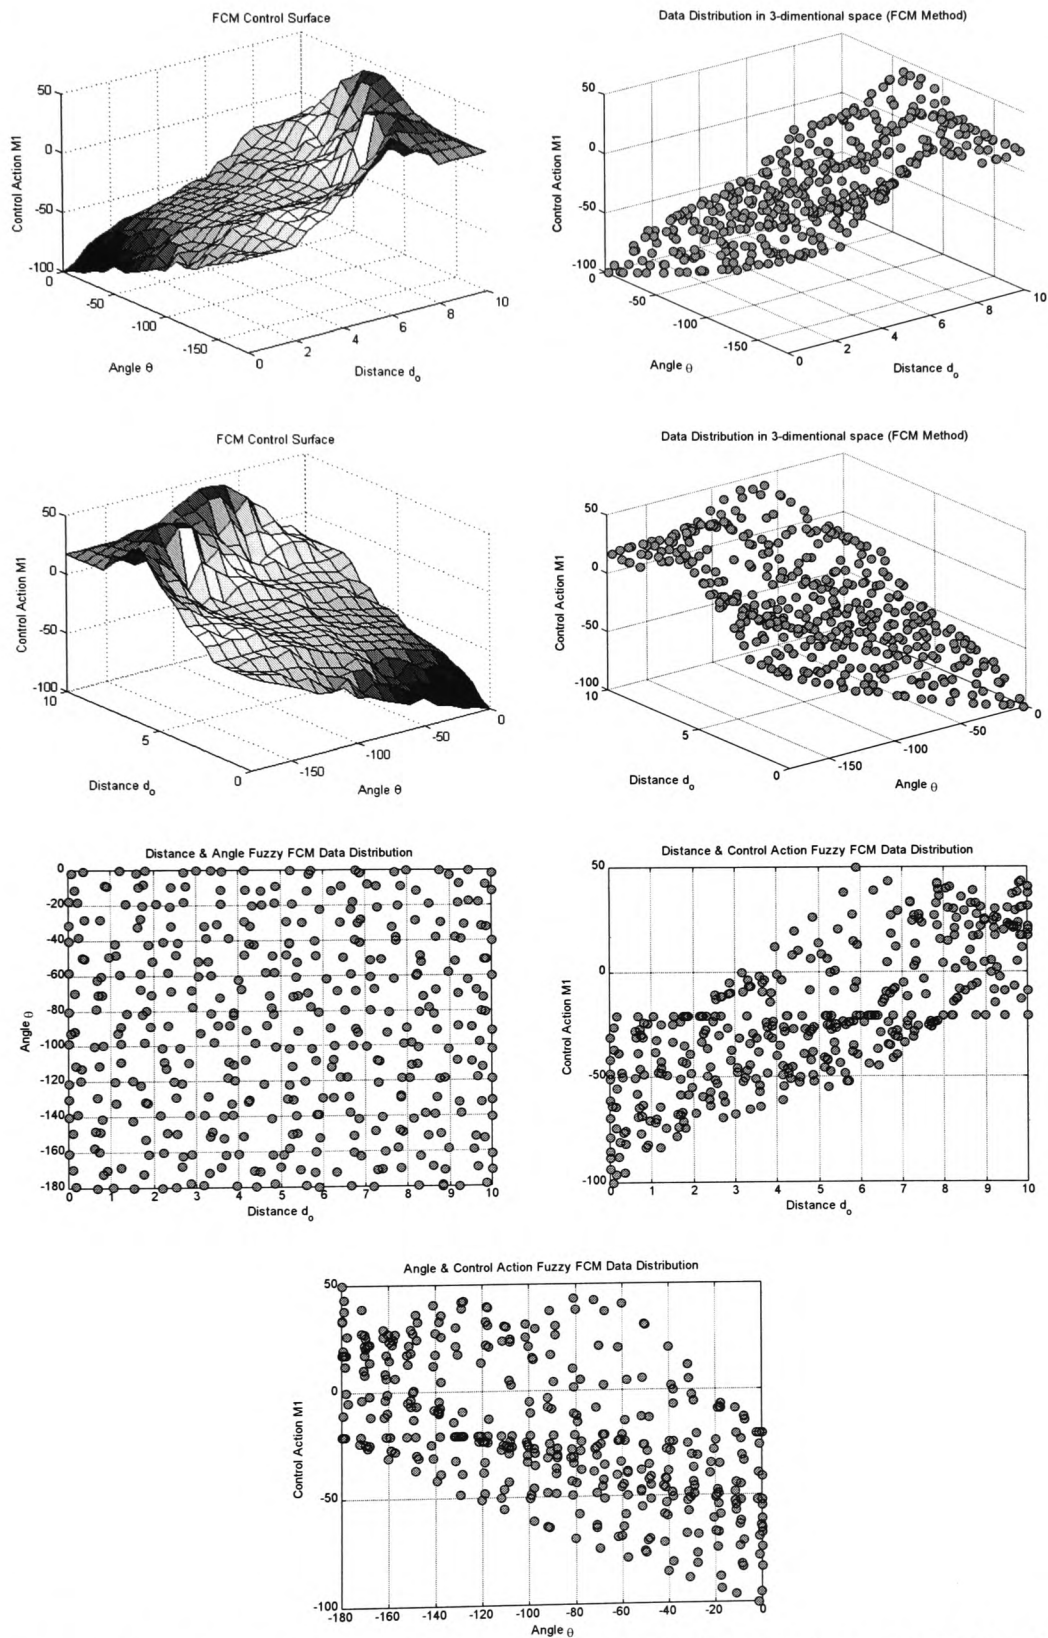 FCM Control Surface
50
0
-50
-100
Control Action M1
0
-50
-100
-150
Angle θ
0
2
4
6
8
10
Distance do
Data Distribution in 3-dimentional space (FCM Method)
50
0
-50
-100
Control Action M1
0
-50
-100
-150
Angle θ
0
2
4
6
8
10
Distance do
FCM Control Surface
50
0
-50
-100
Control Action M1
10
5
0
Distance do
-150
-100
-50
0
Angle θ
Data Distribution in 3-dimentional space (FCM Method)
50
0
-50
-100
Control Action M1
10
5
0
Distance do
-150
-100
-50
0
Angle θ
Distance & Angle Fuzzy FCM Data Distribution
0
-20
-40
-60
-80
-100
-120
-140
-160
-180
Angle θ
0 1 2 3 4 5 6 7 8 9 10
Distance do
Distance & Control Action Fuzzy FCM Data Distribution
50
0
-50
-100
Control Action M1
0 1 2 3 4 5 6 7 8 9 10
Distance do
Angle & Control Action Fuzzy FCM Data Distribution
50
0
-50
-100
Control Action M1
-180 -160 -140 -120 -100 -80 -60 -40 -20 0
Angle θ